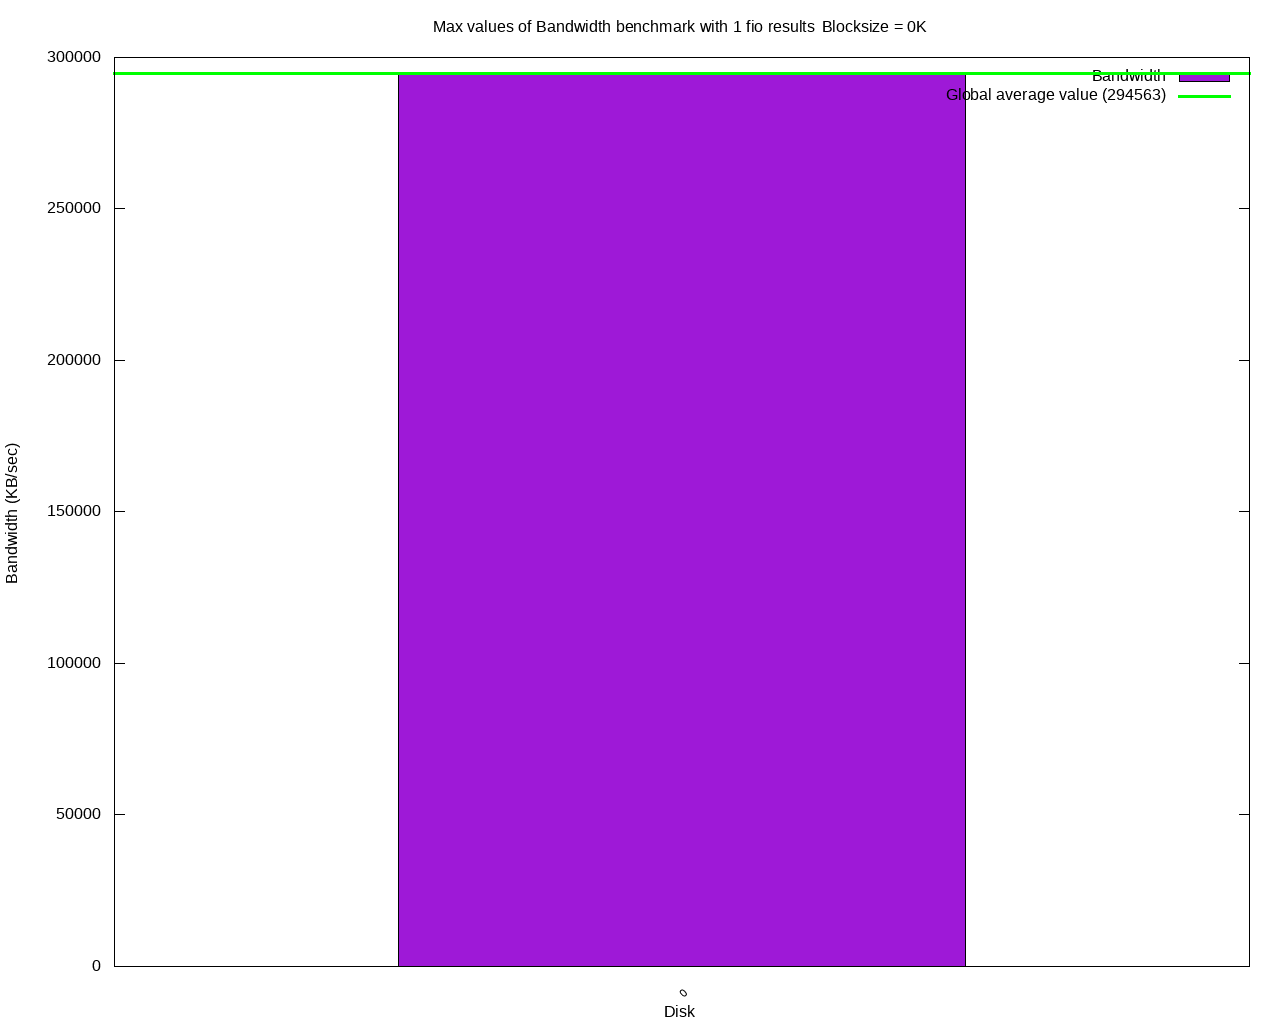 Max values of Bandwidth benchmark with 1 fio results Blocksize = 0K
300000
250000
200000
150000
100000
50000
0
Bandwidth (KB/sec)
Bandwidth
Global average value (294563)
0
Disk